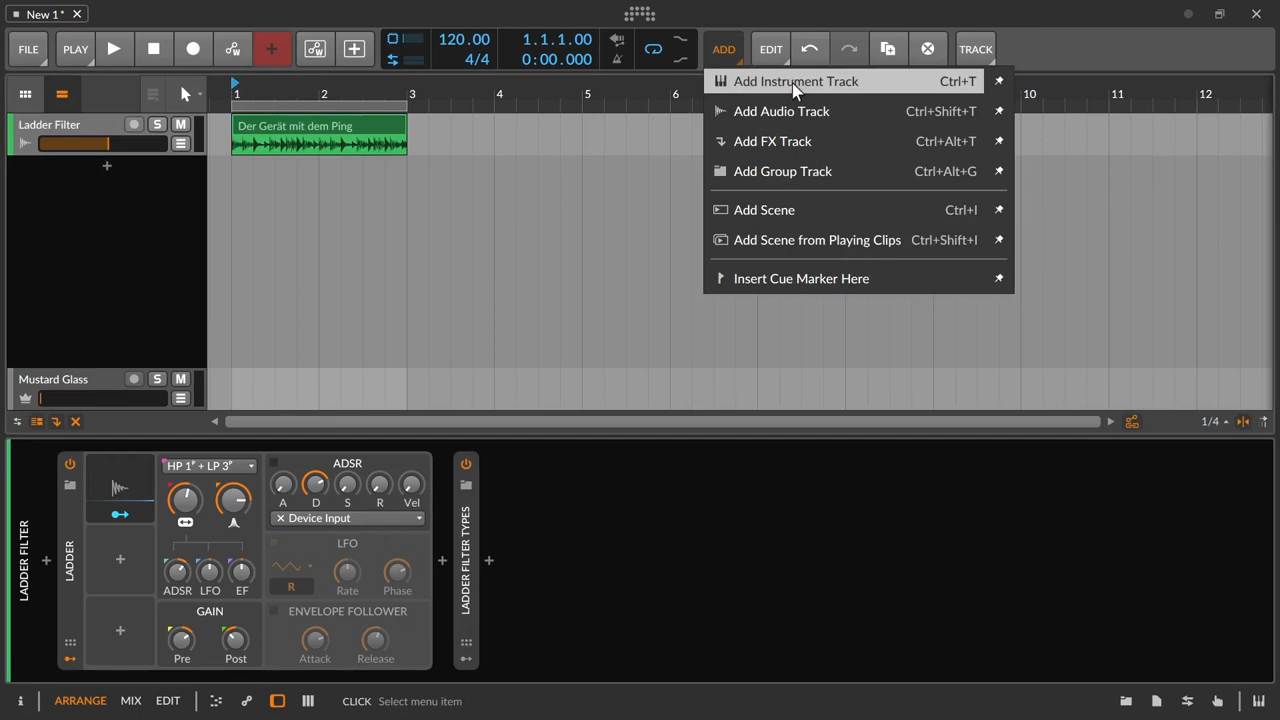 New 1*
FILE
PLAY
120.00
4/4
1.1.1.00
0:00.000
ADD
EDIT
TRACK
Add Instrument Track Ctrl+T
Add Audio Track Ctrl+Shift+T
Add FX Track Ctrl+Alt+T
Add Group Track Ctrl+Alt+G
Add Scene Ctrl+I
Add Scene from Playing Clips Ctrl+Shift+I
Insert Cue Marker Here
1 2 3 4 5 6 10 11 12
Ladder Filter S M
Der Gerät mit dem Ping
Mustard Glass S M
1/4
LADDER FILTER
LADDER
HP 1 + LP 3
ADSR LFO EF
GAIN
Pre Post
ADSR
A D S R Vel
Device Input
LFO
R
Rate Phase
ENVELOPE FOLLOWER
Attack Release
LADDER FILTER TYPES
ARRANGE MIX EDIT
CLICK Select menu item